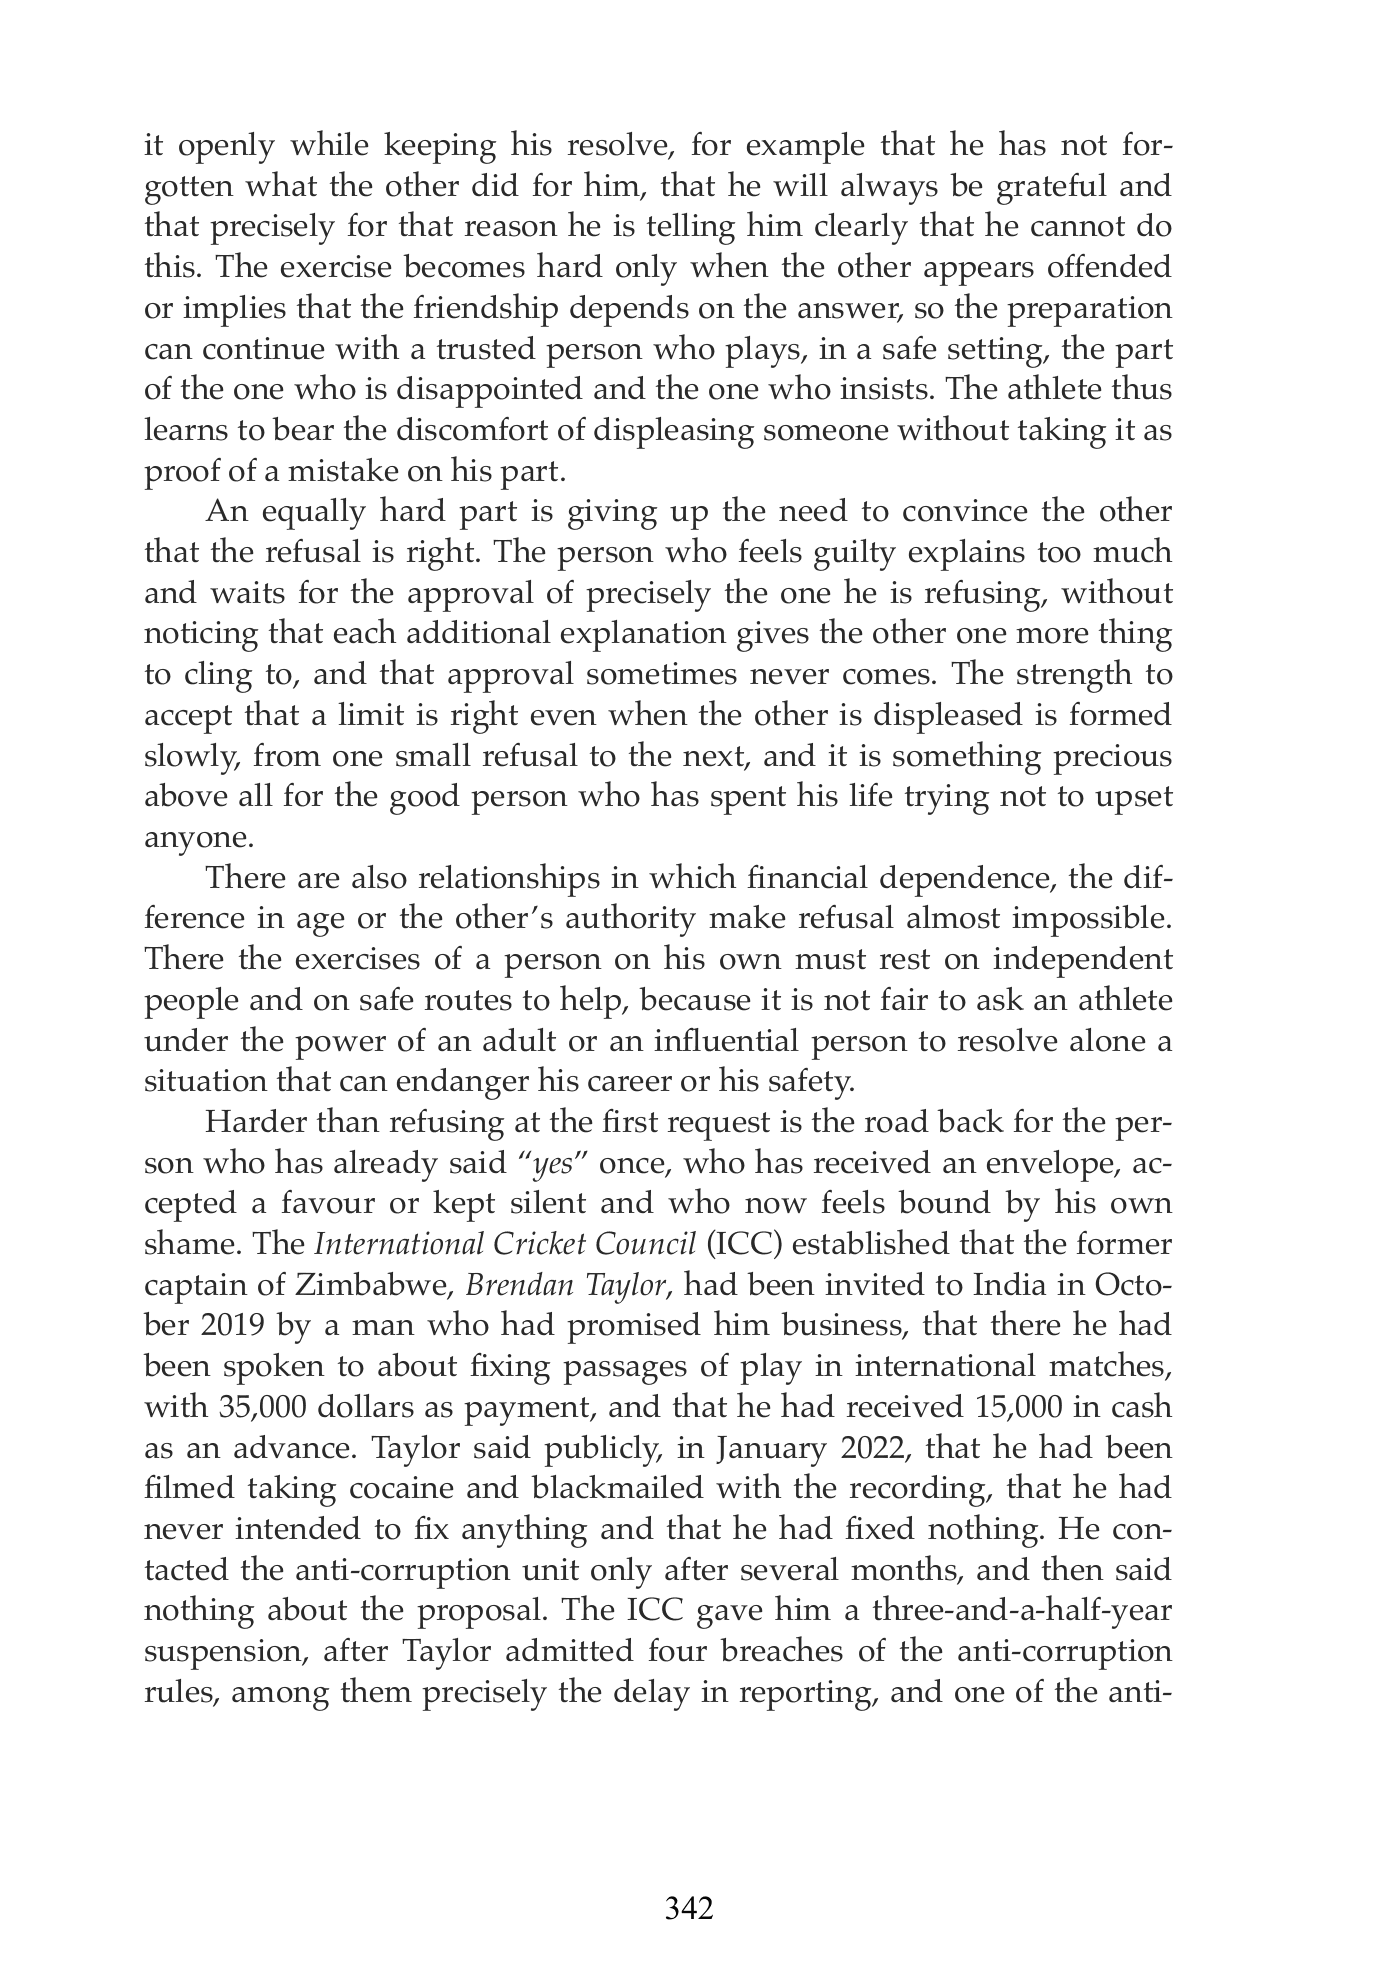 it openly while keeping his resolve, for example that he has not for-
gotten what the other did for him, that he will always be grateful and
that precisely for that reason he is telling him clearly that he cannot do
this. The exercise becomes hard only when the other appears offended
or implies that the friendship depends on the answer, so the preparation
can continue with a trusted person who plays, in a safe setting, the part
of the one who is disappointed and the one who insists. The athlete thus
learns to bear the discomfort of displeasing someone without taking it as
proof of a mistake on his part.
An equally hard part is giving up the need to convince the other
that the refusal is right. The person who feels guilty explains too much
and waits for the approval of precisely the one he is refusing, without
noticing that each additional explanation gives the other one more thing
to cling to, and that approval sometimes never comes. The strength to
accept that a limit is right even when the other is displeased is formed
slowly, from one small refusal to the next, and it is something precious
above all for the good person who has spent his life trying not to upset
anyone.
There are also relationships in which financial dependence, the dif-
ference in age or the other’s authority make refusal almost impossible.
There the exercises of a person on his own must rest on independent
people and on safe routes to help, because it is not fair to ask an athlete
under the power of an adult or an influential person to resolve alone a
situation that can endanger his career or his safety.
Harder than refusing at the first request is the road back for the per-
son who has already said “yes” once, who has received an envelope, ac-
cepted a favour or kept silent and who now feels bound by his own
shame. The International Cricket Council (ICC) established that the former
captain of Zimbabwe, Brendan Taylor, had been invited to India in Octo-
ber 2019 by a man who had promised him business, that there he had
been spoken to about fixing passages of play in international matches,
with 35,000 dollars as payment, and that he had received 15,000 in cash
as an advance. Taylor said publicly, in January 2022, that he had been
filmed taking cocaine and blackmailed with the recording, that he had
never intended to fix anything and that he had fixed nothing. He con-
tacted the anti-corruption unit only after several months, and then said
nothing about the proposal. The ICC gave him a three-and-a-half-year
suspension, after Taylor admitted four breaches of the anti-corruption
rules, among them precisely the delay in reporting, and one of the anti-
342